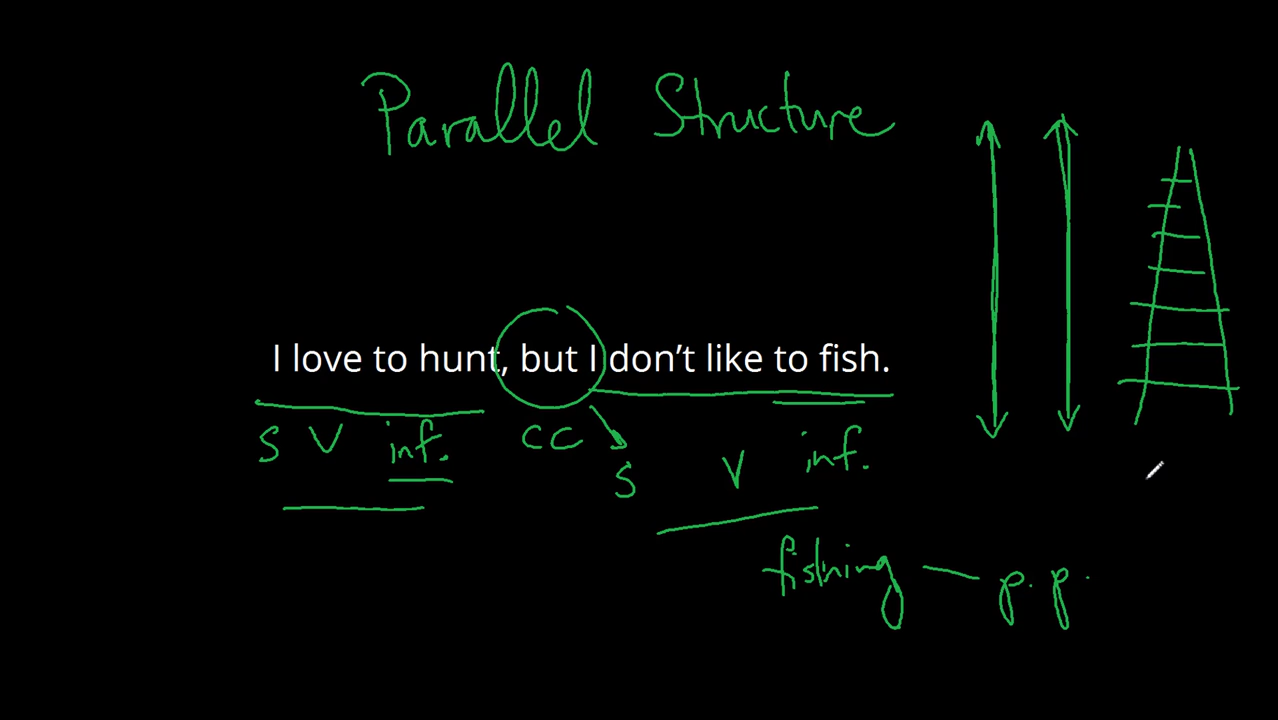 Parallel Structure
I love to hunt, but I don't like to fish.
S V inf. CC S
S V inf.
fishing — p.p.